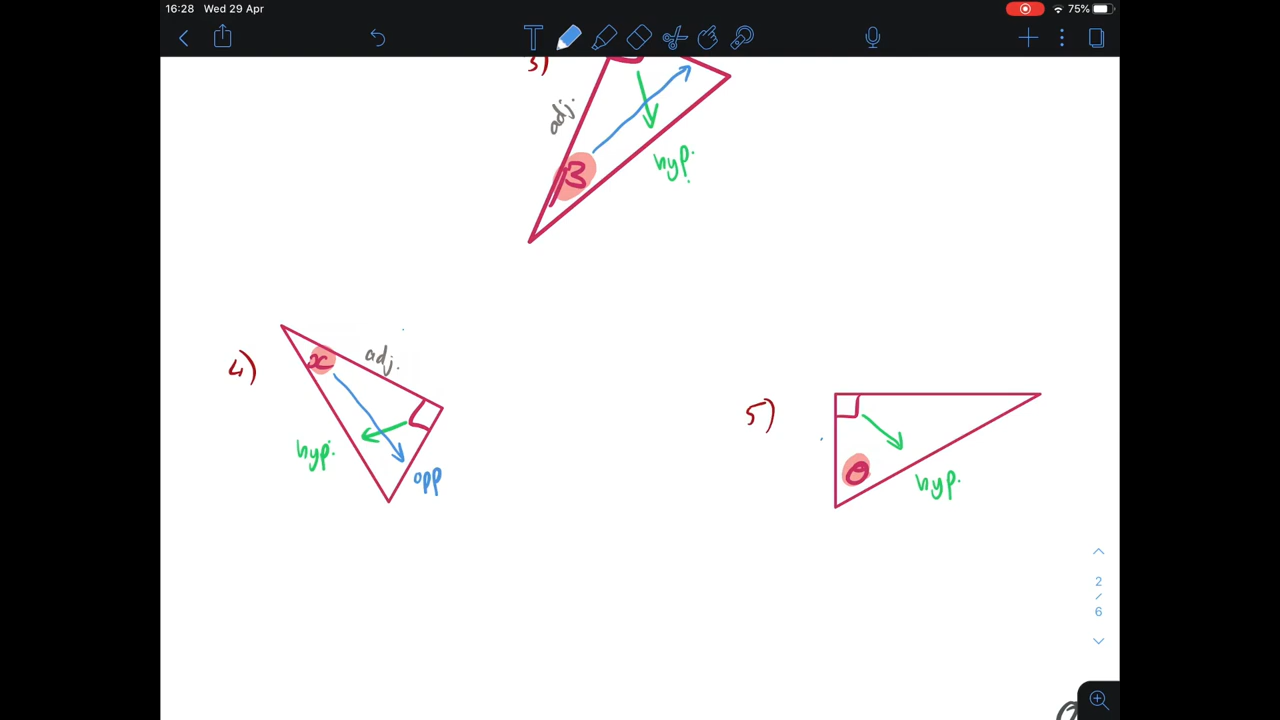 16:28 Wed 29 Apr
75%
T
3)
adj.
β
hyp.
4)
x
adj.
hyp.
opp
5)
θ
hyp.
2
/
6